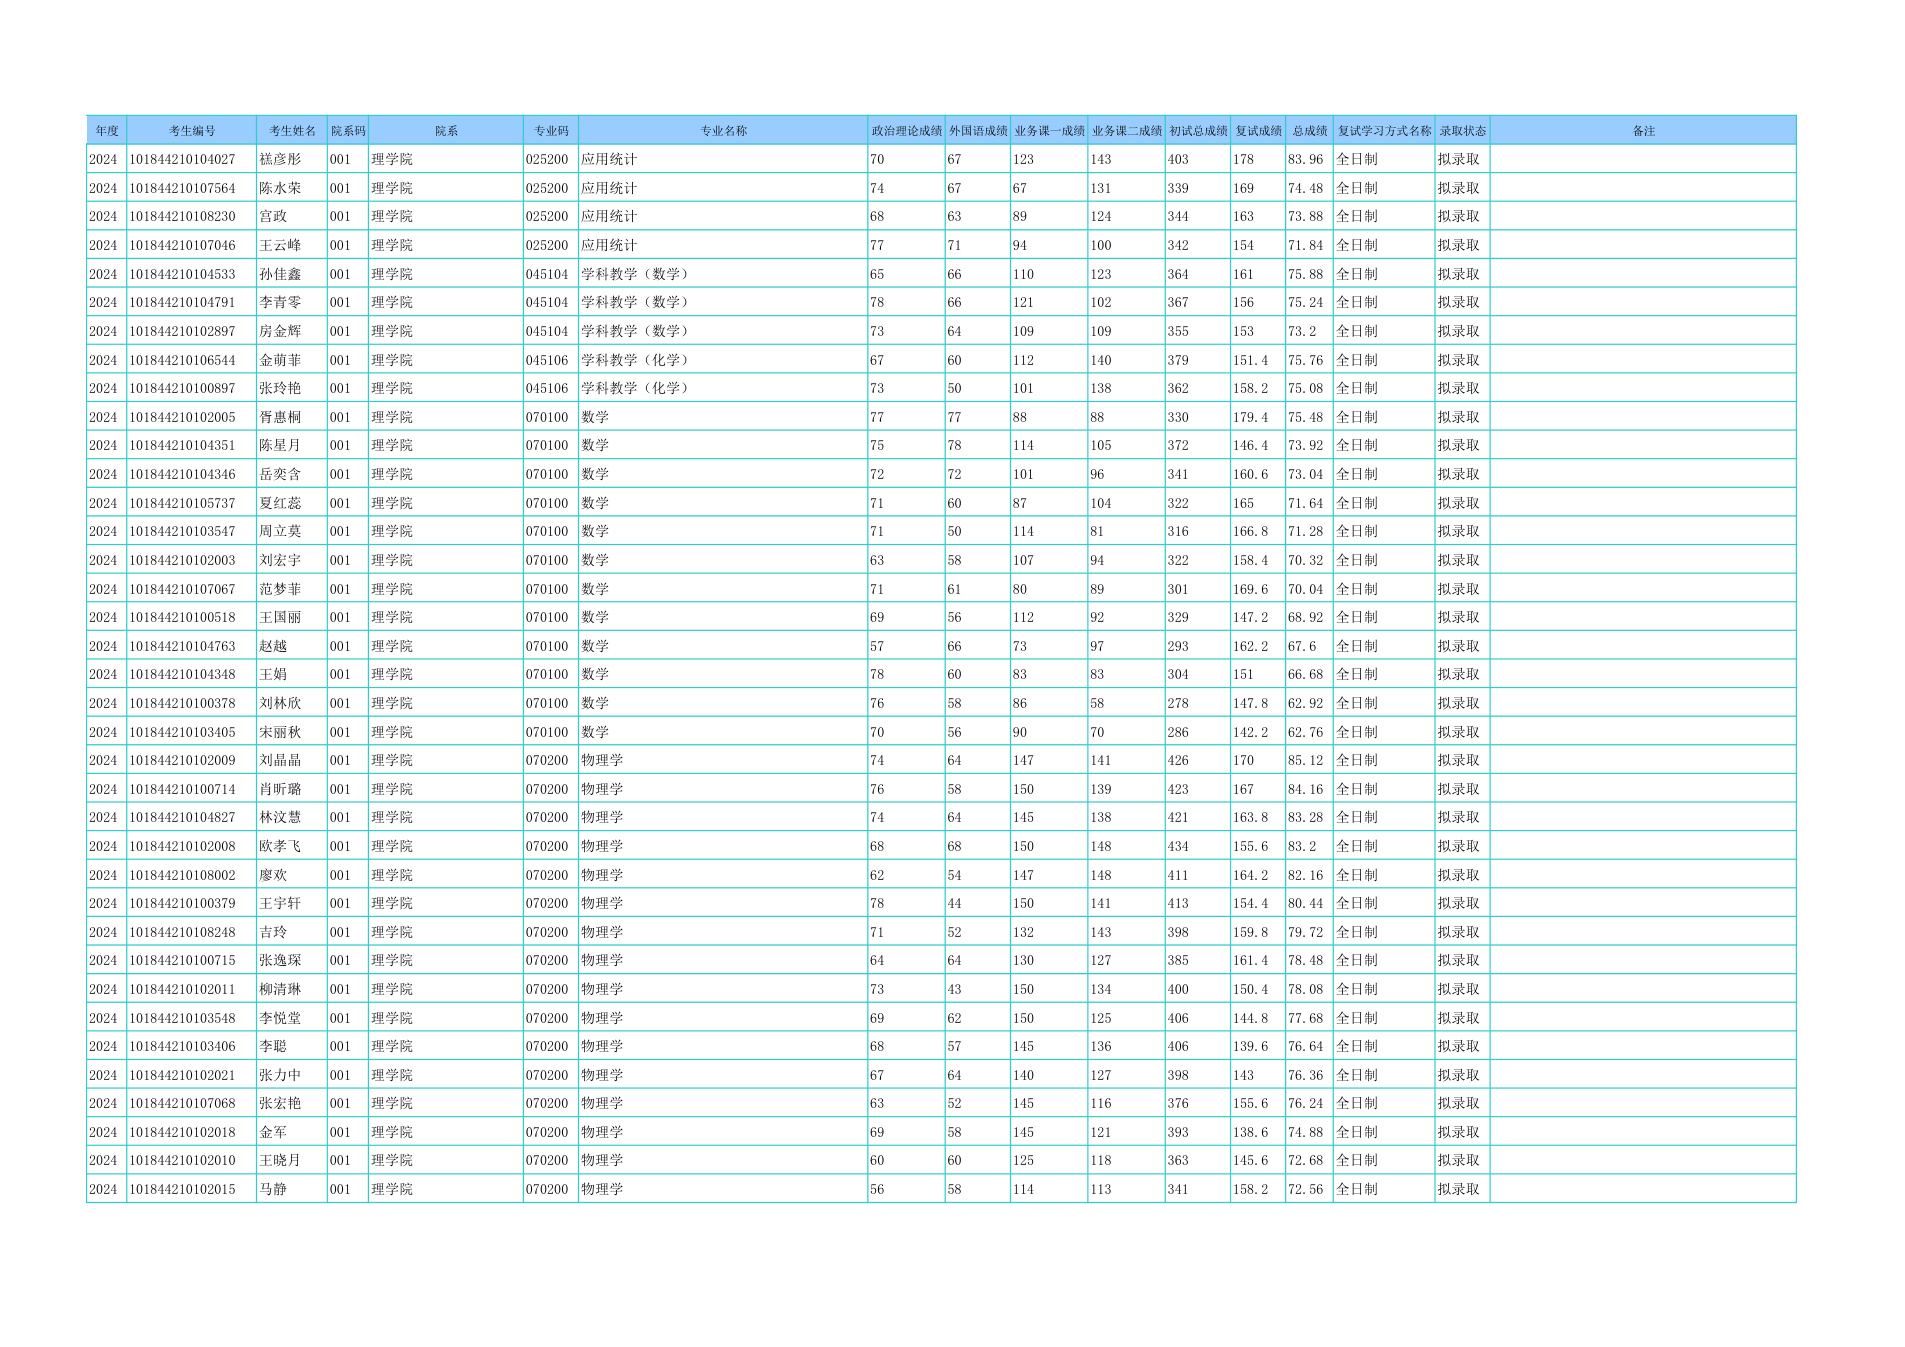 年度 考生编号 考生姓名 院系码 院系 专业码 专业名称 政治理论成绩 外国语成绩 业务课一成绩 业务课二成绩 初试总成绩 复试成绩 总成绩 复试学习方式名称 录取状态 备注
2024 101844210104027 禚彦彤 001 理学院 025200 应用统计 70 67 123 143 403 178 83.96 全日制 拟录取
2024 101844210107564 陈水荣 001 理学院 025200 应用统计 74 67 67 131 339 169 74.48 全日制 拟录取
2024 101844210108230 宫政 001 理学院 025200 应用统计 68 63 89 124 344 163 73.88 全日制 拟录取
2024 101844210107046 王云峰 001 理学院 025200 应用统计 77 71 94 100 342 154 71.84 全日制 拟录取
2024 101844210104533 孙佳鑫 001 理学院 045104 学科教学（数学） 65 66 110 123 364 161 75.88 全日制 拟录取
2024 101844210104791 李青零 001 理学院 045104 学科教学（数学） 78 66 121 102 367 156 75.24 全日制 拟录取
2024 101844210102897 房金辉 001 理学院 045104 学科教学（数学） 73 64 109 109 355 153 73.2 全日制 拟录取
2024 101844210106544 金萌菲 001 理学院 045106 学科教学（化学） 67 60 112 140 379 151.4 75.76 全日制 拟录取
2024 101844210100897 张玲艳 001 理学院 045106 学科教学（化学） 73 50 101 138 362 158.2 75.08 全日制 拟录取
2024 101844210102005 胥惠桐 001 理学院 070100 数学 77 77 88 88 330 179.4 75.48 全日制 拟录取
2024 101844210104351 陈星月 001 理学院 070100 数学 75 78 114 105 372 146.4 73.92 全日制 拟录取
2024 101844210104346 岳奕含 001 理学院 070100 数学 72 72 101 96 341 160.6 73.04 全日制 拟录取
2024 101844210105737 夏红蕊 001 理学院 070100 数学 71 60 87 104 322 165 71.64 全日制 拟录取
2024 101844210103547 周立莫 001 理学院 070100 数学 71 50 114 81 316 166.8 71.28 全日制 拟录取
2024 101844210102003 刘宏宇 001 理学院 070100 数学 63 58 107 94 322 158.4 70.32 全日制 拟录取
2024 101844210107067 范梦菲 001 理学院 070100 数学 71 61 80 89 301 169.6 70.04 全日制 拟录取
2024 101844210100518 王国丽 001 理学院 070100 数学 69 56 112 92 329 147.2 68.92 全日制 拟录取
2024 101844210104763 赵越 001 理学院 070100 数学 57 66 73 97 293 162.2 67.6 全日制 拟录取
2024 101844210104348 王娟 001 理学院 070100 数学 78 60 83 83 304 151 66.68 全日制 拟录取
2024 101844210100378 刘林欣 001 理学院 070100 数学 76 58 86 58 278 147.8 62.92 全日制 拟录取
2024 101844210103405 宋丽秋 001 理学院 070100 数学 70 56 90 70 286 142.2 62.76 全日制 拟录取
2024 101844210102009 刘晶晶 001 理学院 070200 物理学 74 64 147 141 426 170 85.12 全日制 拟录取
2024 101844210100714 肖昕璐 001 理学院 070200 物理学 76 58 150 139 423 167 84.16 全日制 拟录取
2024 101844210104827 林汶慧 001 理学院 070200 物理学 74 64 145 138 421 163.8 83.28 全日制 拟录取
2024 101844210102008 欧孝飞 001 理学院 070200 物理学 68 68 150 148 434 155.6 83.2 全日制 拟录取
2024 101844210108002 廖欢 001 理学院 070200 物理学 62 54 147 148 411 164.2 82.16 全日制 拟录取
2024 101844210100379 王宇轩 001 理学院 070200 物理学 78 44 150 141 413 154.4 80.44 全日制 拟录取
2024 101844210108248 吉玲 001 理学院 070200 物理学 71 52 132 143 398 159.8 79.72 全日制 拟录取
2024 101844210100715 张逸琛 001 理学院 070200 物理学 64 64 130 127 385 161.4 78.48 全日制 拟录取
2024 101844210102011 柳清琳 001 理学院 070200 物理学 73 43 150 134 400 150.4 78.08 全日制 拟录取
2024 101844210103548 李悦堂 001 理学院 070200 物理学 69 62 150 125 406 144.8 77.68 全日制 拟录取
2024 101844210103406 李聪 001 理学院 070200 物理学 68 57 145 136 406 139.6 76.64 全日制 拟录取
2024 101844210102021 张力中 001 理学院 070200 物理学 67 64 140 127 398 143 76.36 全日制 拟录取
2024 101844210107068 张宏艳 001 理学院 070200 物理学 63 52 145 116 376 155.6 76.24 全日制 拟录取
2024 101844210102018 金军 001 理学院 070200 物理学 69 58 145 121 393 138.6 74.88 全日制 拟录取
2024 101844210102010 王晓月 001 理学院 070200 物理学 60 60 125 118 363 145.6 72.68 全日制 拟录取
2024 101844210102015 马静 001 理学院 070200 物理学 56 58 114 113 341 158.2 72.56 全日制 拟录取